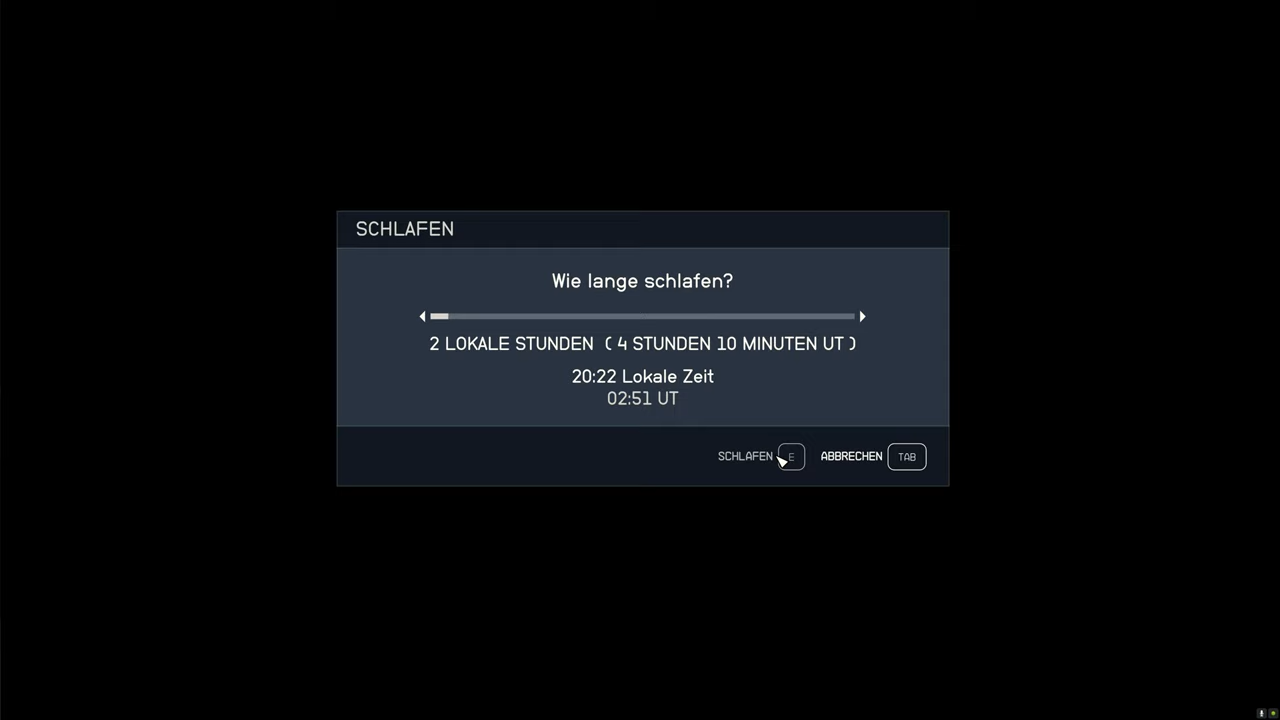 SCHLAFEN
Wie lange schlafen?
2 LOKALE STUNDEN ( 4 STUNDEN 10 MINUTEN UT )
20:22 Lokale Zeit
02:51 UT
SCHLAFEN E ABBRECHEN TAB